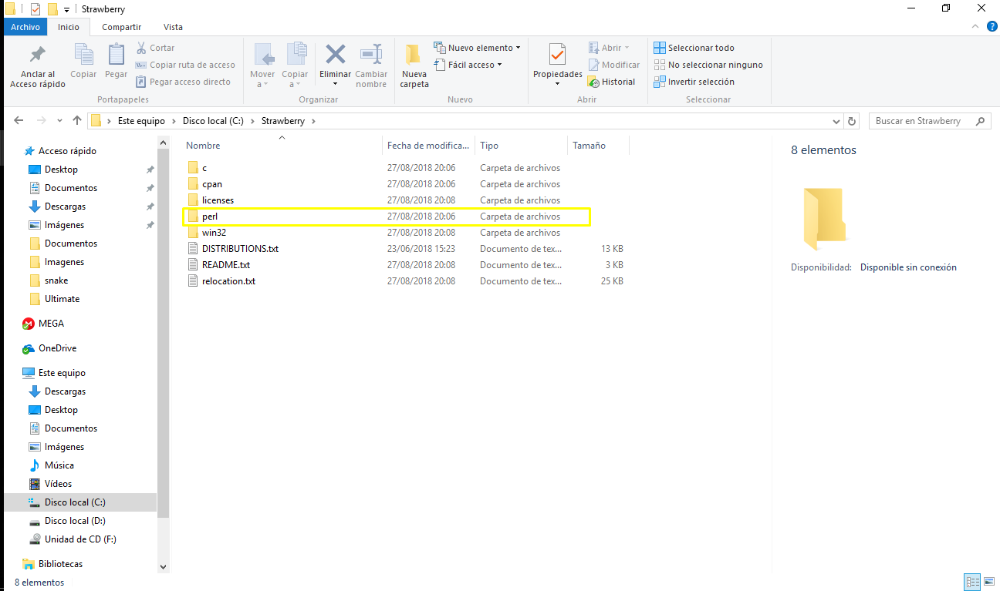 Strawberry
Archivo Inicio Compartir Vista
Anclar al Acceso rápido
Copiar
Pegar
Cortar
Copiar ruta de acceso
Pegar acceso directo
Portapapeles
Mover a
Copiar a
Eliminar
Cambiar nombre
Organizar
Nueva carpeta
Nuevo elemento
Fácil acceso
Nuevo
Propiedades
Abrir
Modificar
Historial
Abrir
Seleccionar todo
No seleccionar ninguno
Invertir selección
Seleccionar
Este equipo Disco local (C:) Strawberry
Buscar en Strawberry
Acceso rápido
Desktop
Documentos
Descargas
Imágenes
Documentos
Imagenes
snake
Ultimate
MEGA
OneDrive
Este equipo
Descargas
Desktop
Documentos
Imágenes
Música
Vídeos
Disco local (C:)
Disco local (D:)
Unidad de CD (F:)
Bibliotecas
Nombre Fecha de modifica... Tipo Tamaño
c 27/08/2018 20:06 Carpeta de archivos
cpan 27/08/2018 20:06 Carpeta de archivos
licenses 27/08/2018 20:08 Carpeta de archivos
perl 27/08/2018 20:06 Carpeta de archivos
win32 27/08/2018 20:08 Carpeta de archivos
DISTRIBUTIONS.txt 23/06/2018 15:23 Documento de tex... 13 KB
README.txt 27/08/2018 20:08 Documento de tex... 3 KB
relocation.txt 27/08/2018 20:08 Documento de tex... 25 KB
8 elementos
Disponibilidad: Disponible sin conexión
8 elementos